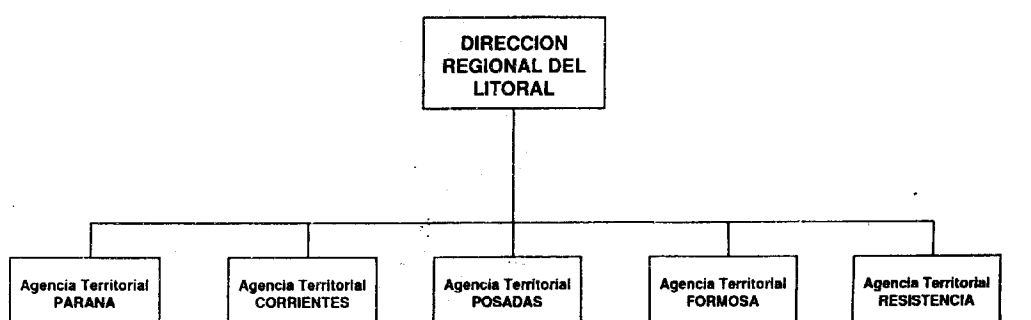 DIRECCION
REGIONAL DEL
LITORAL
Agencia Territorial
PARANA
Agencia Territorial
CORRIENTES
Agencia Territorial
POSADAS
Agencia Territorial
FORMOSA
Agencia Territorial
RESISTENCIA